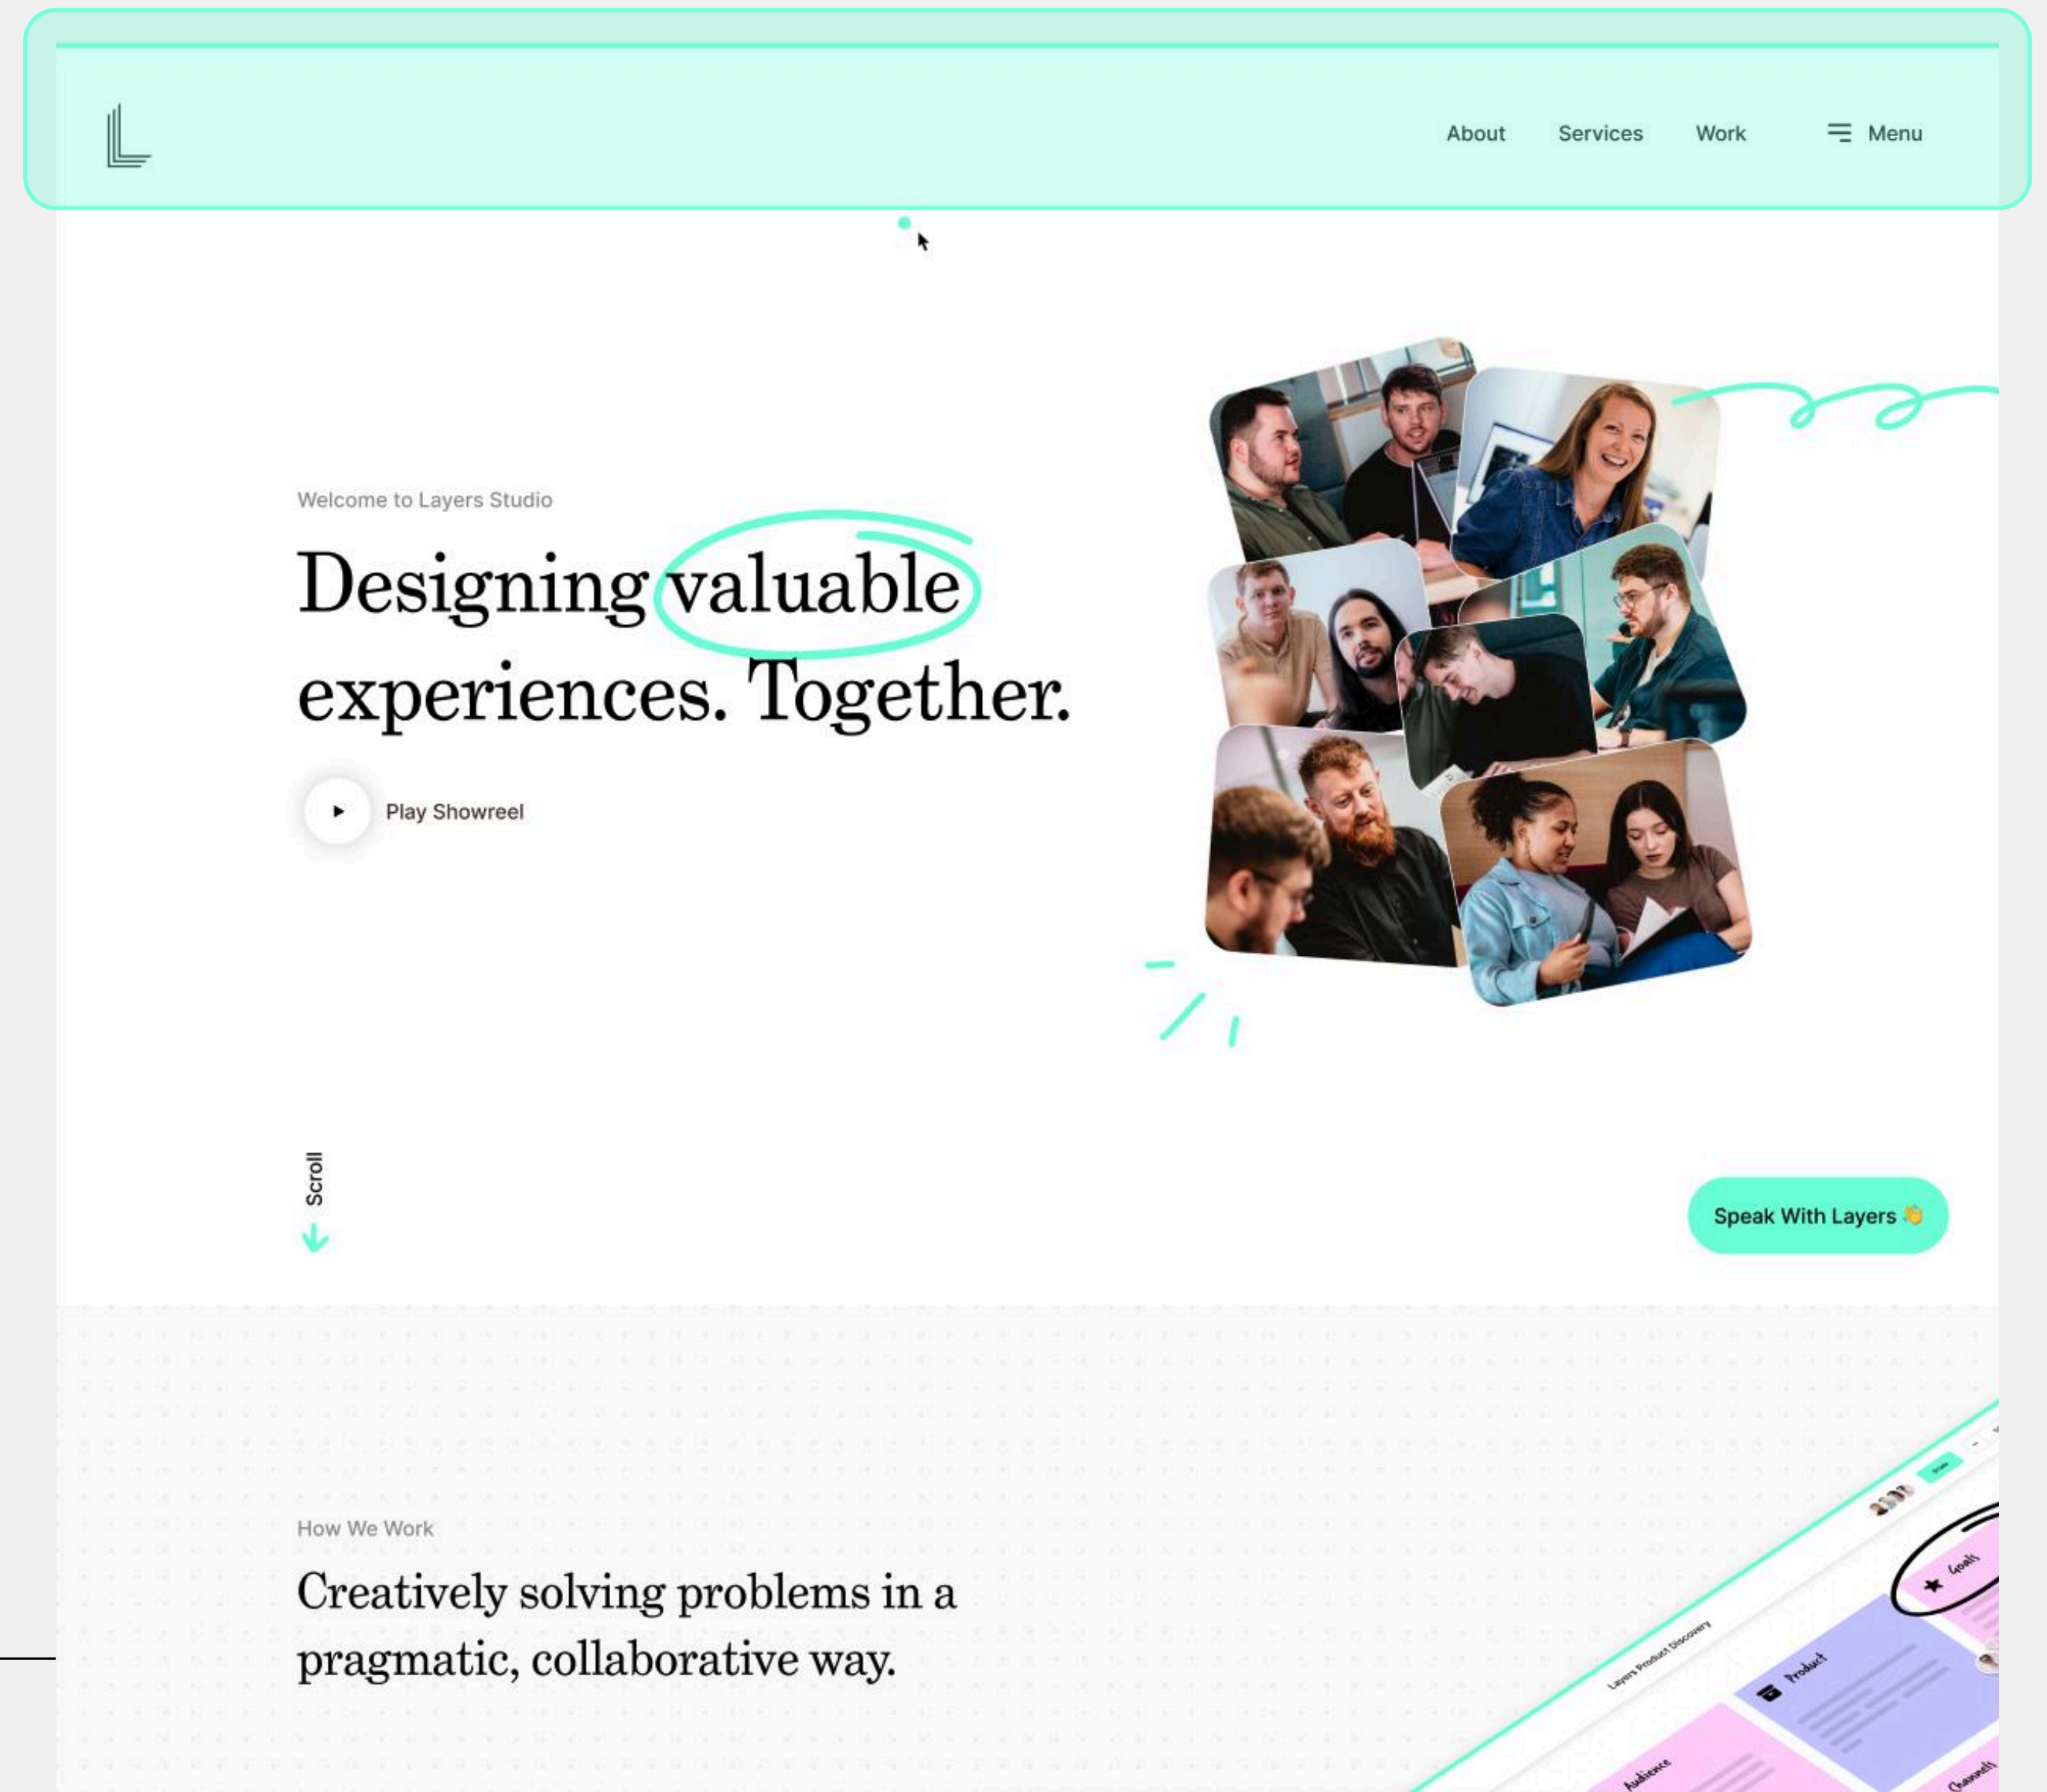 About Services Work Menu
Welcome to Layers Studio
Designing valuable
experiences. Together.
Play Showreel
Scroll
Speak With Layers 👋
How We Work
Creatively solving problems in a
pragmatic, collaborative way.
Layers Product Discovery
Goals
Product
Audience
Channels